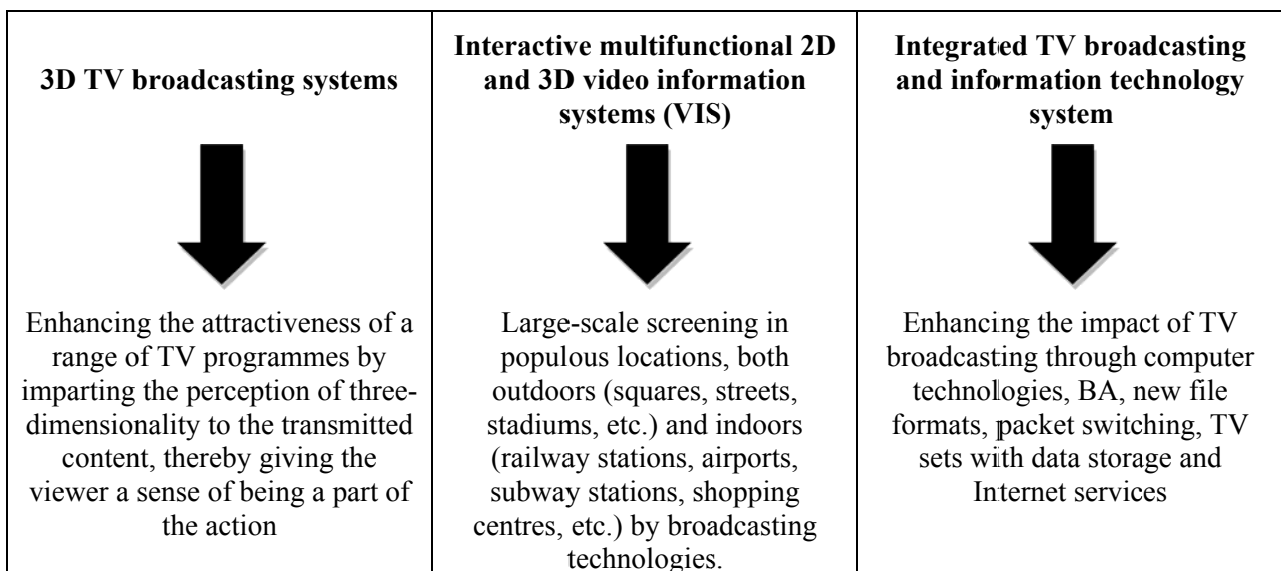 3D TV broadcasting systems
Interactive multifunctional 2D
and 3D video information
systems (VIS)
Integrated TV broadcasting
and information technology
system
Enhancing the attractiveness of a
range of TV programmes by
imparting the perception of three-
dimensionality to the transmitted
content, thereby giving the
viewer a sense of being a part of
the action
Large-scale screening in
populous locations, both
outdoors (squares, streets,
stadiums, etc.) and indoors
(railway stations, airports,
subway stations, shopping
centres, etc.) by broadcasting
technologies.
Enhancing the impact of TV
broadcasting through computer
technologies, BA, new file
formats, packet switching, TV
sets with data storage and
Internet services